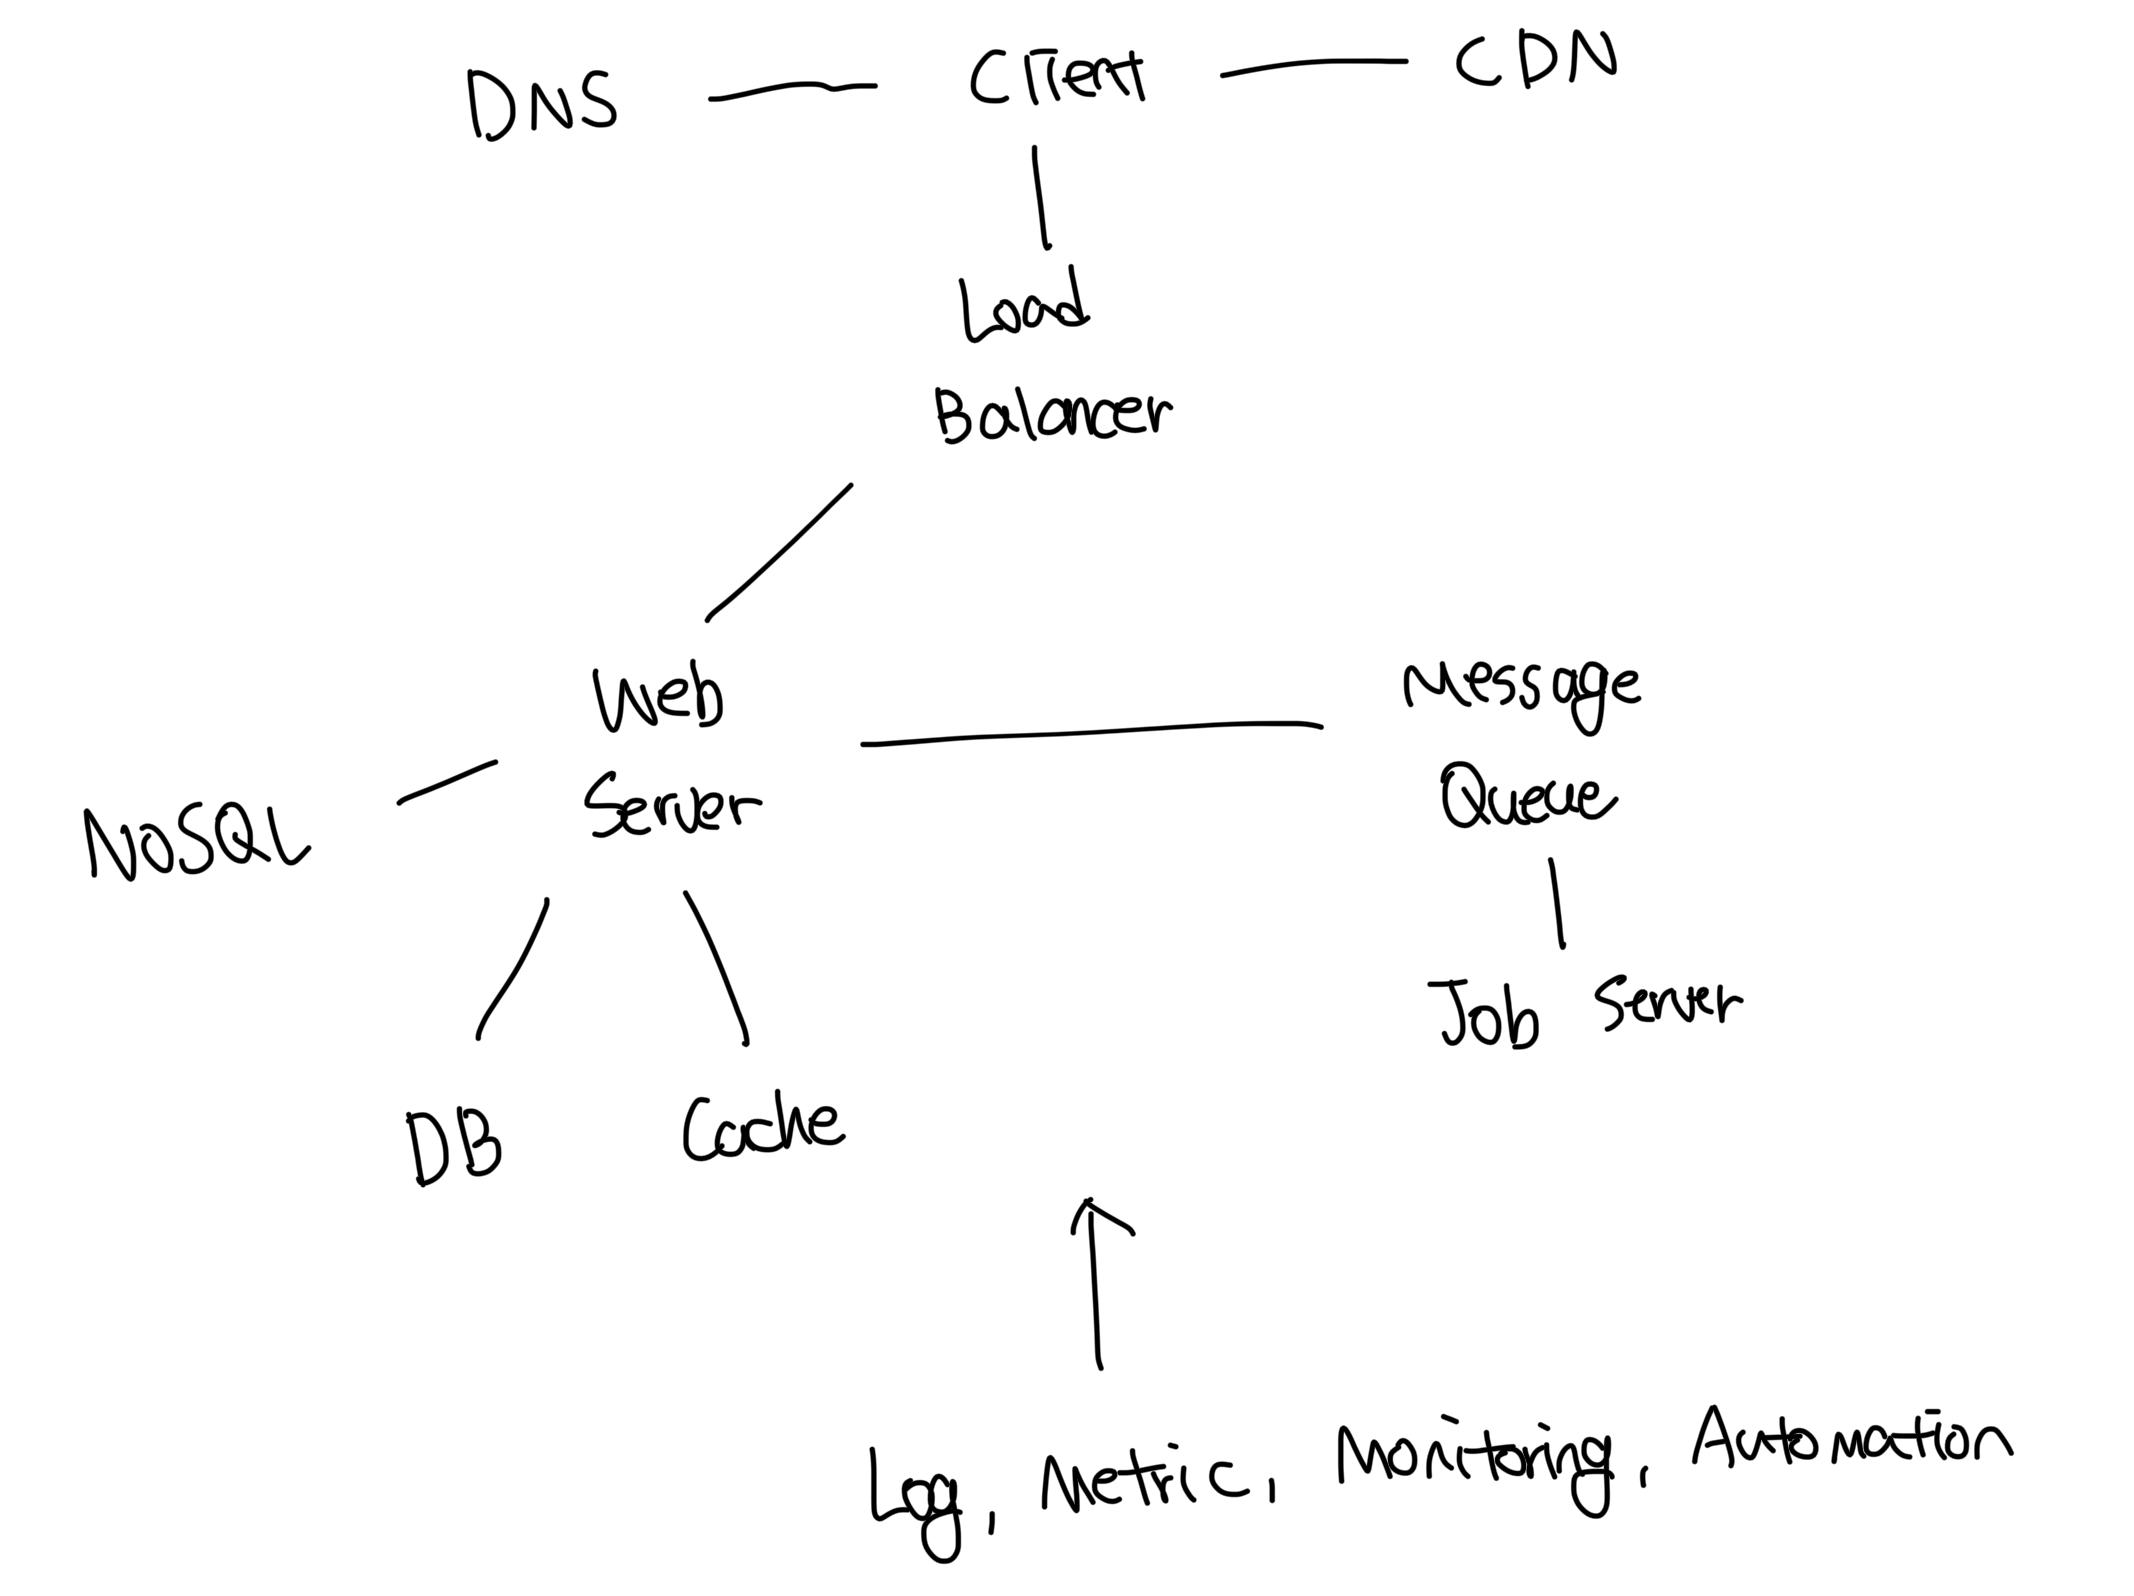 DNS Client CDN
Load
Balancer
Web
Server
Message
Queue
NoSQL
Job Server
DB Cache
Log, Metric, Monitoring, Automation